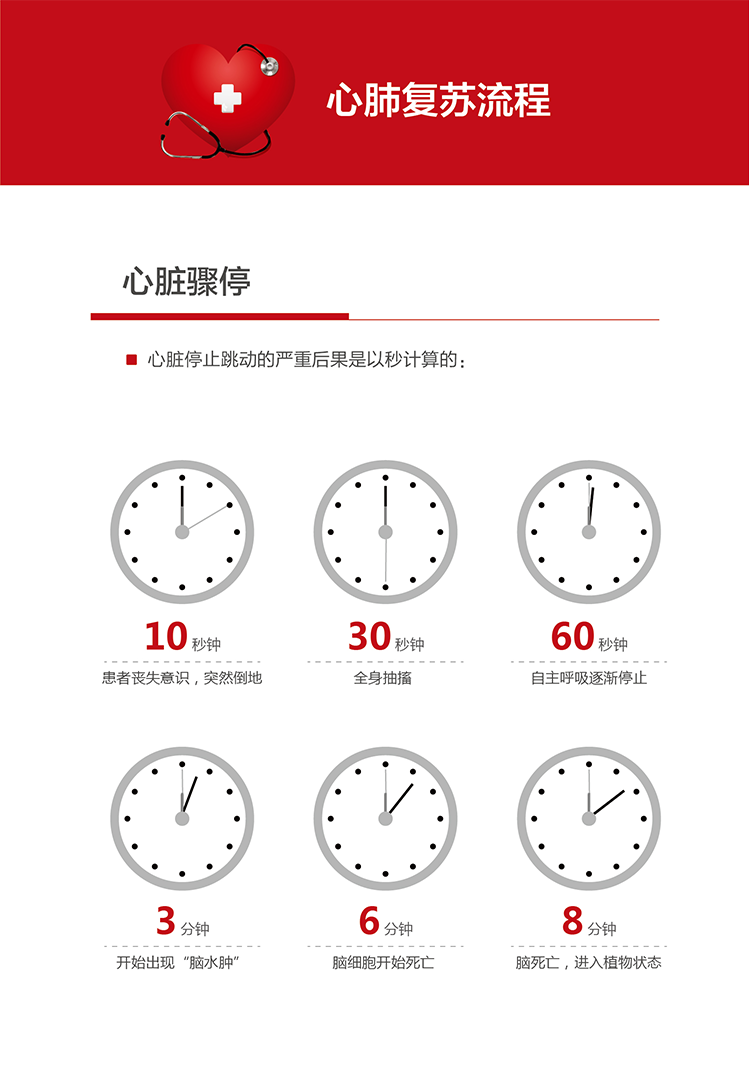 心肺复苏流程
心脏骤停
心脏停止跳动的严重后果是以秒计算的：
10 秒钟
患者丧失意识，突然倒地
30 秒钟
全身抽搐
60 秒钟
自主呼吸逐渐停止
3 分钟
开始出现“脑水肿”
6 分钟
脑细胞开始死亡
8 分钟
脑死亡，进入植物状态